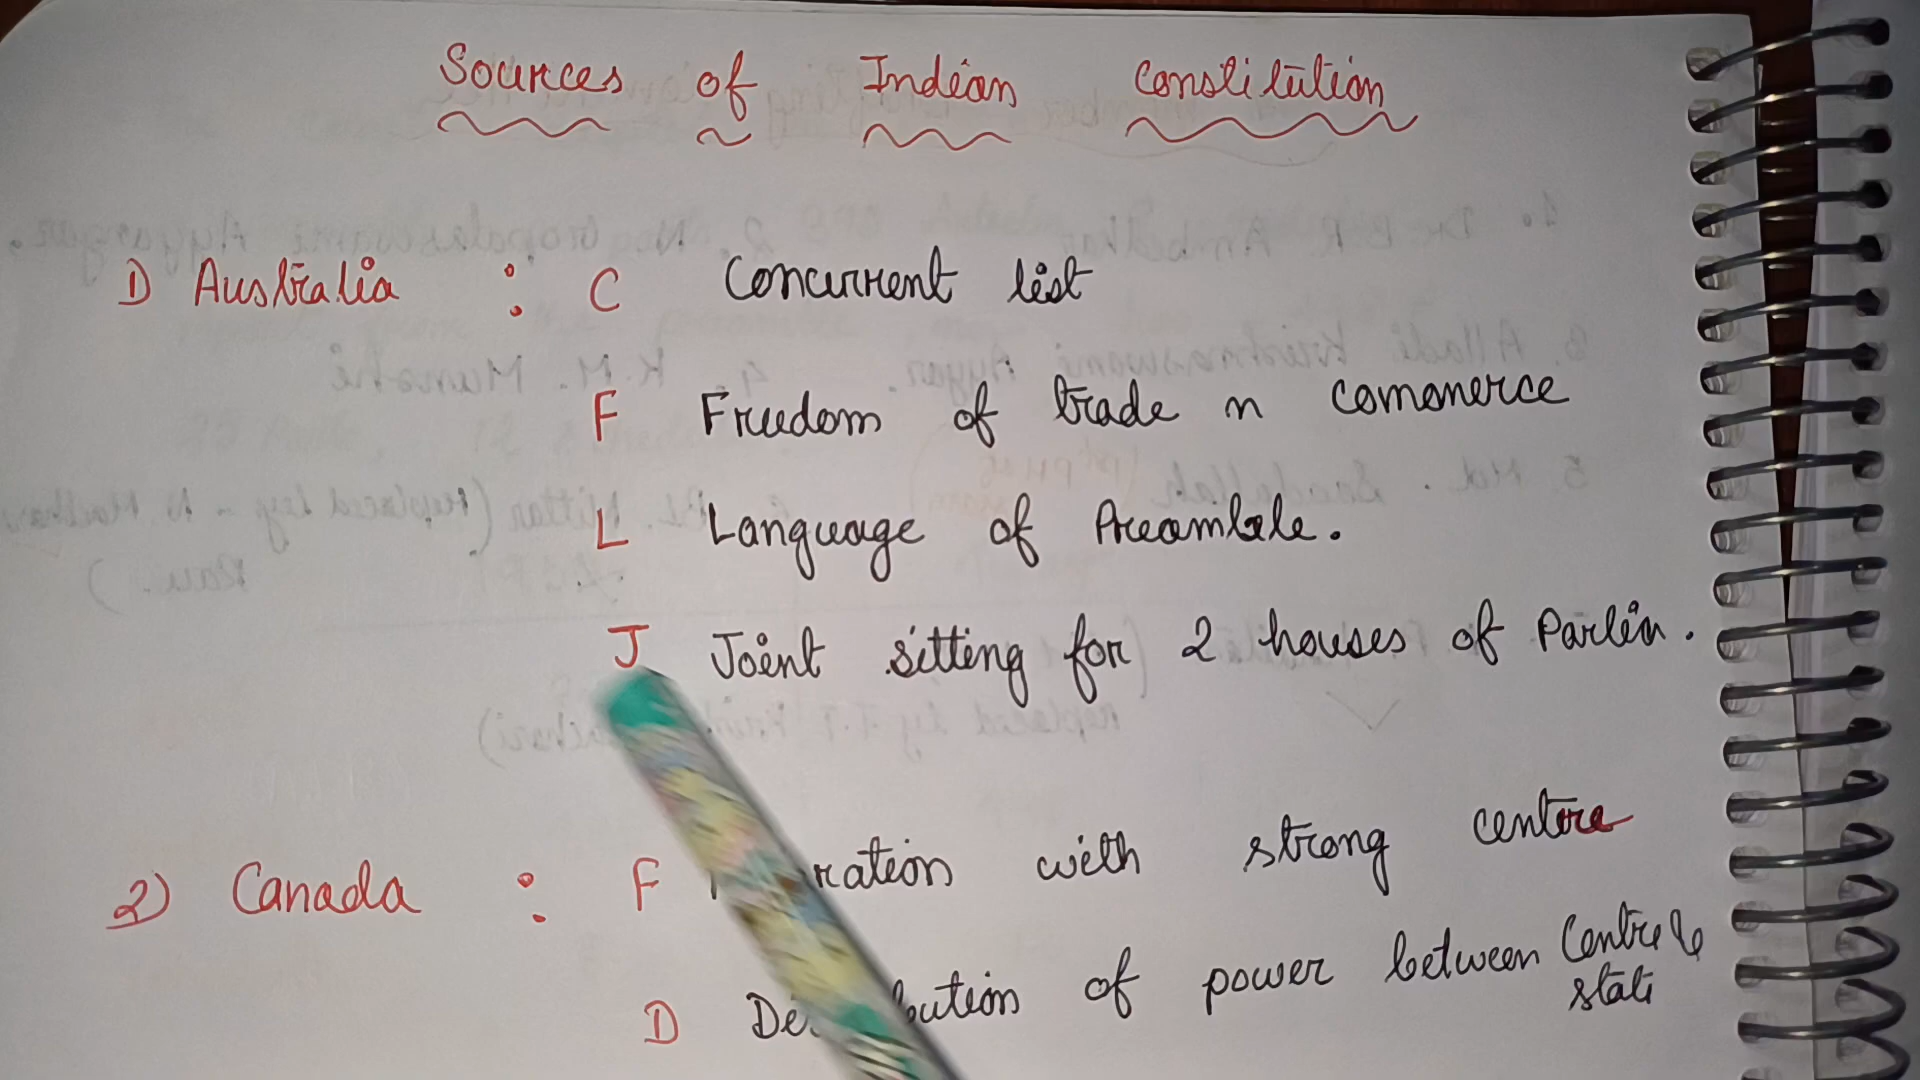 Sources of Indian Constitution
1) Australia : C Concurrent list
F Freedom of trade n commerce
L Language of Preamble.
J Joint sitting for 2 houses of Parlia.
2) Canada : F with strong centre
D of power between Centre &
state